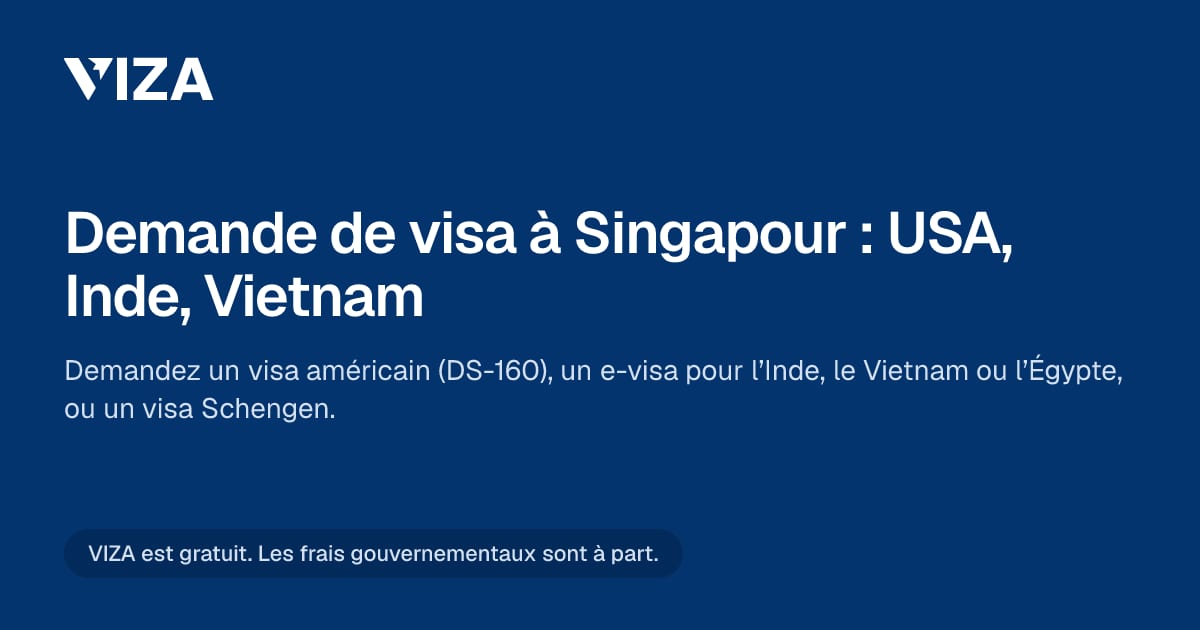 VIZA
Demande de visa à Singapour : USA,
Inde, Vietnam
Demandez un visa américain (DS-160), un e-visa pour l’Inde, le Vietnam ou l’Égypte,
ou un visa Schengen.
VIZA est gratuit. Les frais gouvernementaux sont à part.